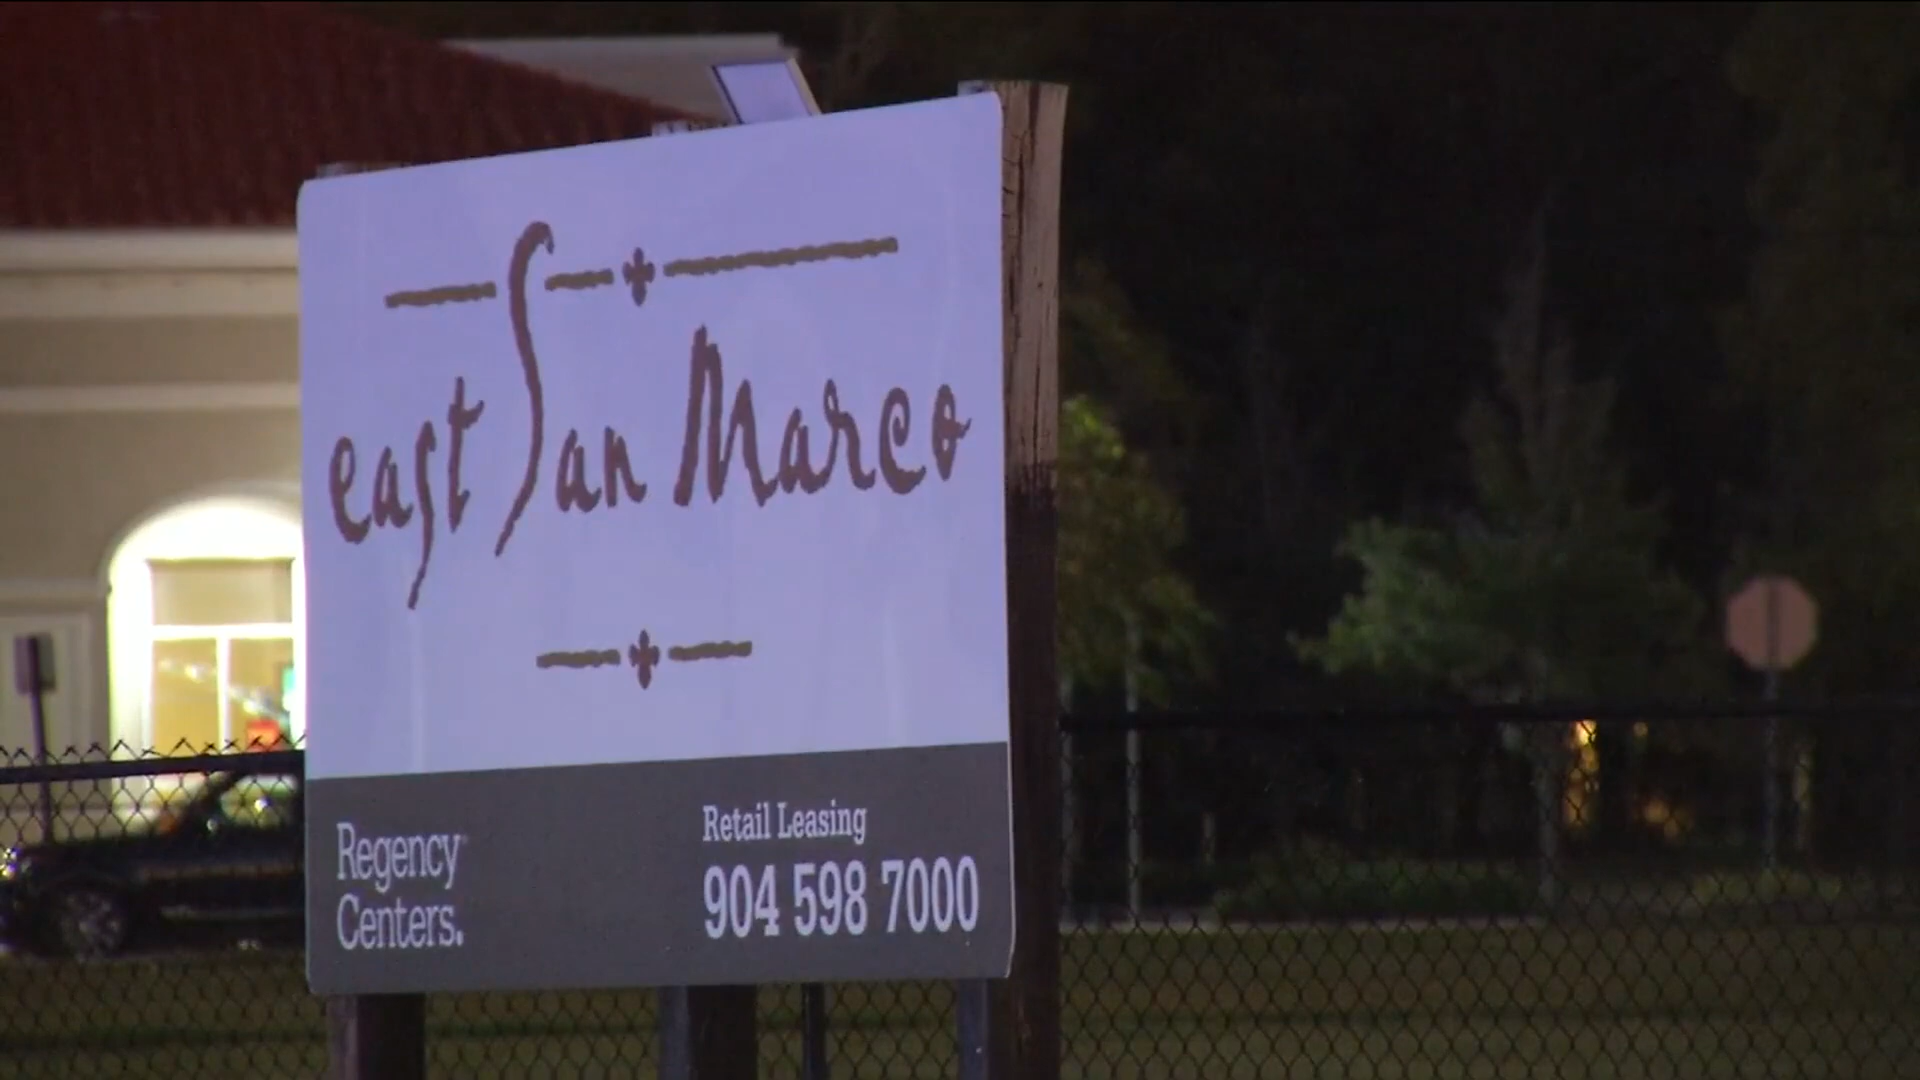 east San Marco
Regency
Centers.
Retail Leasing
904 598 7000